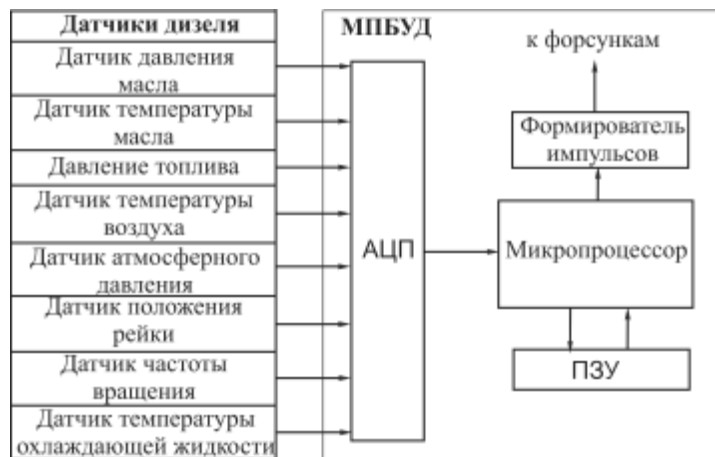 Датчики дизеля
Датчик давления
масла
Датчик температуры
масла
Давление топлива
Датчик температуры
воздуха
Датчик атмосферного
давления
Датчик положения
рейки
Датчик частоты
вращения
Датчик температуры
охлаждающей жидкости
МПБУД
АЦП
к форсункам
Формирователь
импульсов
Микропроцессор
ПЗУ